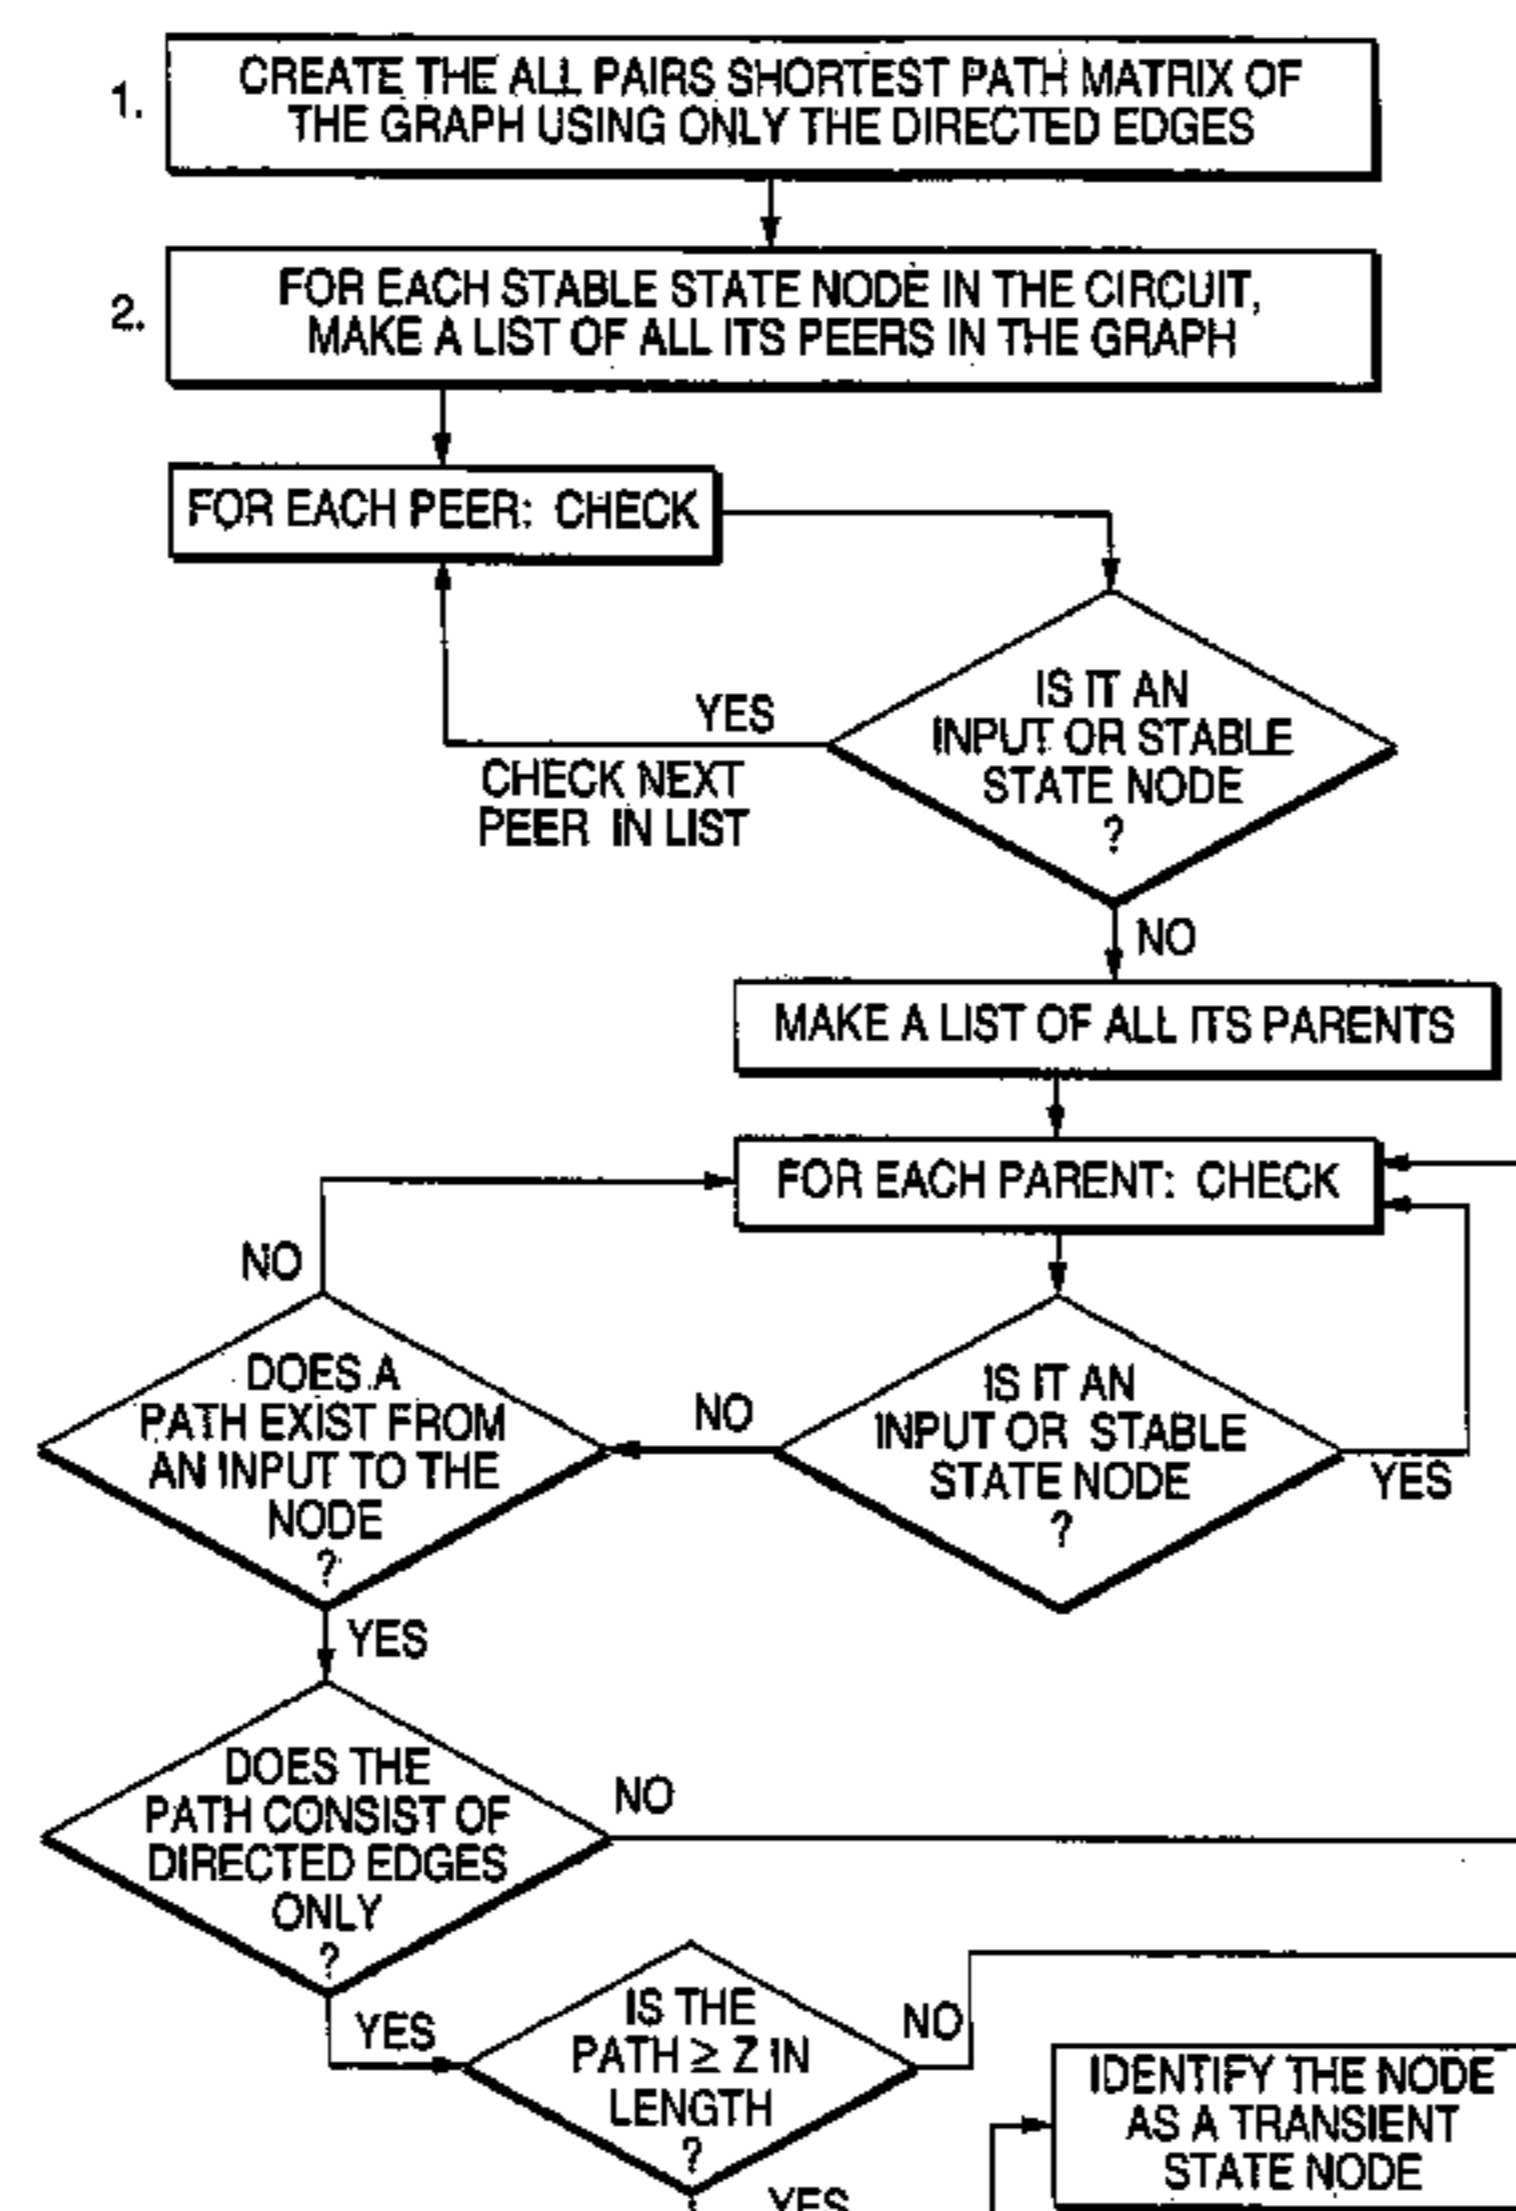 1.
CREATE THE ALL PAIRS SHORTEST PATH MATRIX OF
THE GRAPH USING ONLY THE DIRECTED EDGES
2.
FOR EACH STABLE STATE NODE IN THE CIRCUIT,
MAKE A LIST OF ALL ITS PEERS IN THE GRAPH
FOR EACH PEER: CHECK
IS IT AN
INPUT OR STABLE
STATE NODE
?
YES
CHECK NEXT
PEER IN LIST
NO
MAKE A LIST OF ALL ITS PARENTS
FOR EACH PARENT: CHECK
IS IT AN
INPUT OR STABLE
STATE NODE
?
YES
NO
DOES A
PATH EXIST FROM
AN INPUT TO THE
NODE
?
NO
YES
DOES THE
PATH CONSIST OF
DIRECTED EDGES
ONLY
?
NO
YES
IS THE
PATH ≥ Z IN
LENGTH
?
NO
YES
IDENTIFY THE NODE
AS A TRANSIENT
STATE NODE